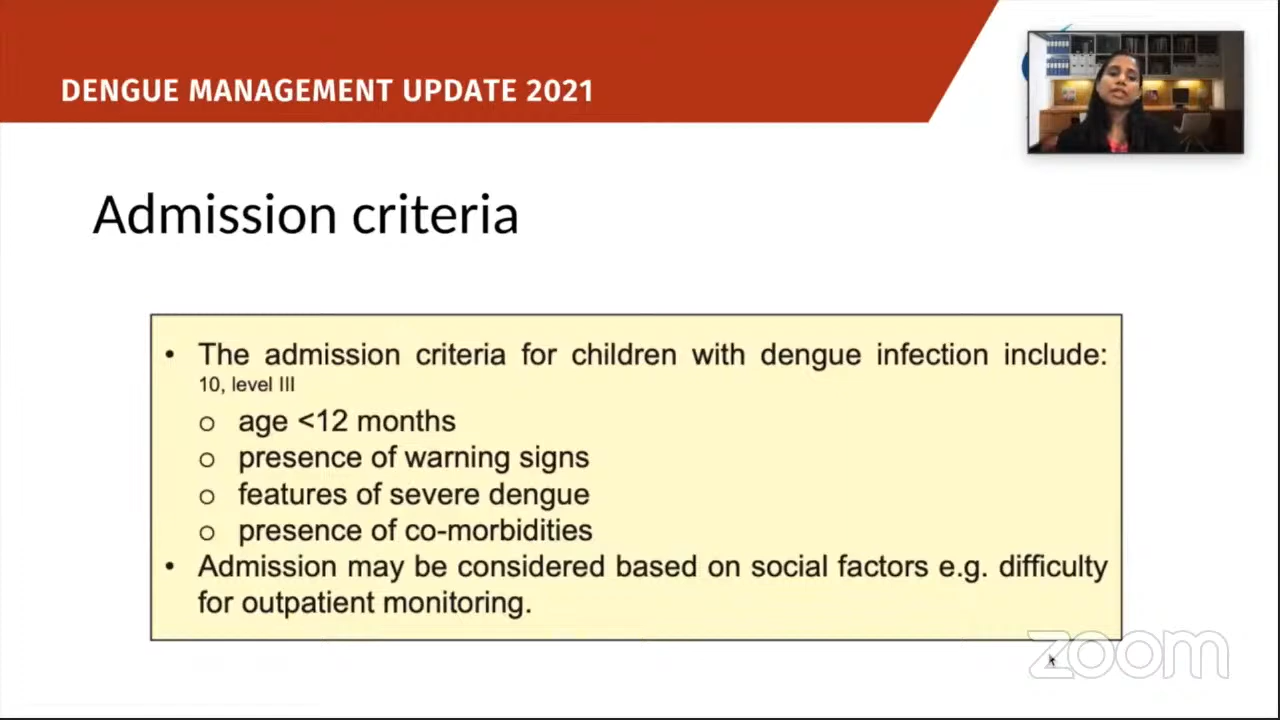 DENGUE MANAGEMENT UPDATE 2021
Admission criteria
• The admission criteria for children with dengue infection include:
10, level III
o age <12 months
o presence of warning signs
o features of severe dengue
o presence of co-morbidities
• Admission may be considered based on social factors e.g. difficulty
for outpatient monitoring.
zoom